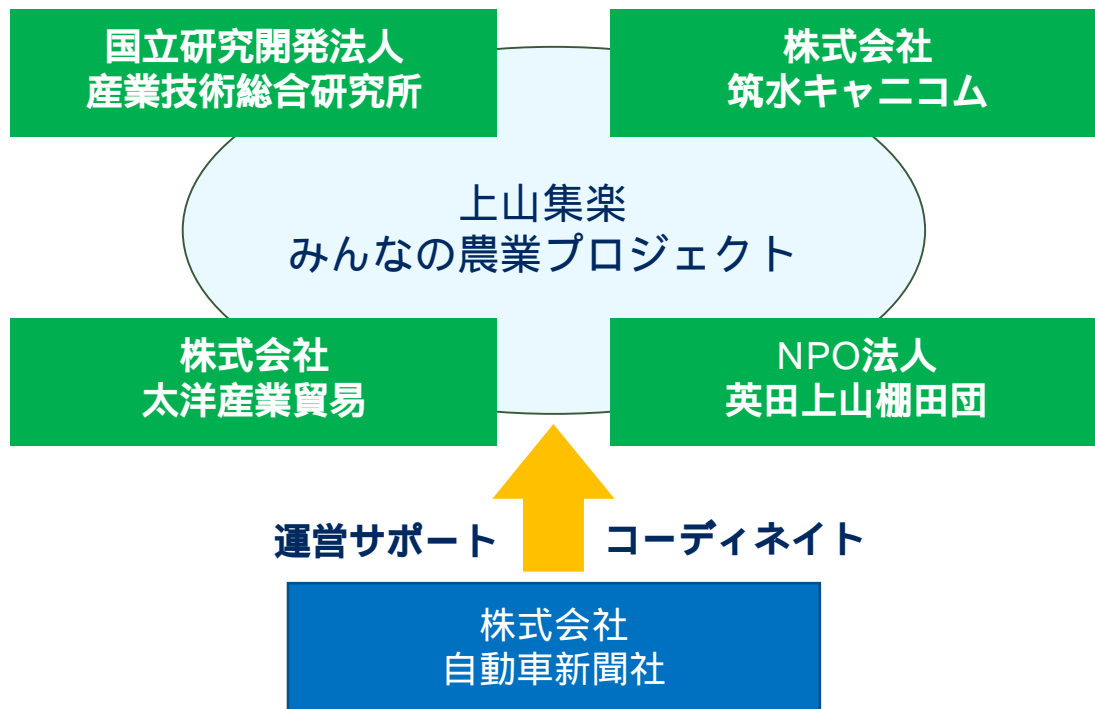 国立研究開発法人
産業技術総合研究所
株式会社
筑水キャニコム
上山集楽
みんなの農業プロジェクト
株式会社
太洋産業貿易
NPO法人
英田上山棚田団
運営サポート
コーディネイト
株式会社
自動車新聞社